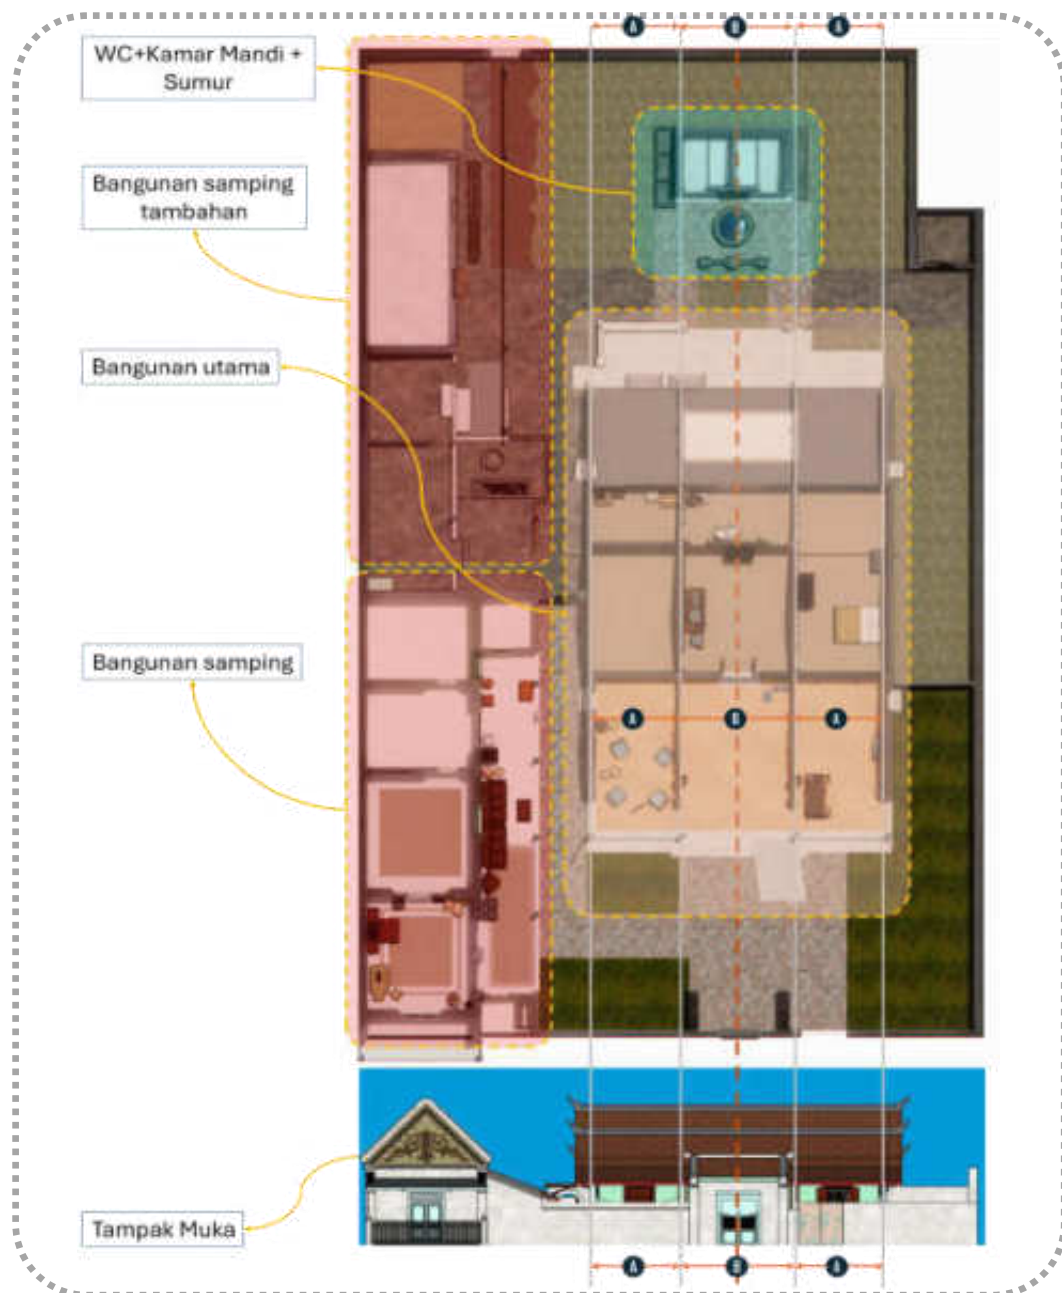 A B A
WC+Kamar Mandi +
Sumur
Bangunan samping
tambahan
Bangunan utama
Bangunan samping
A B A
Tampak Muka
A B A